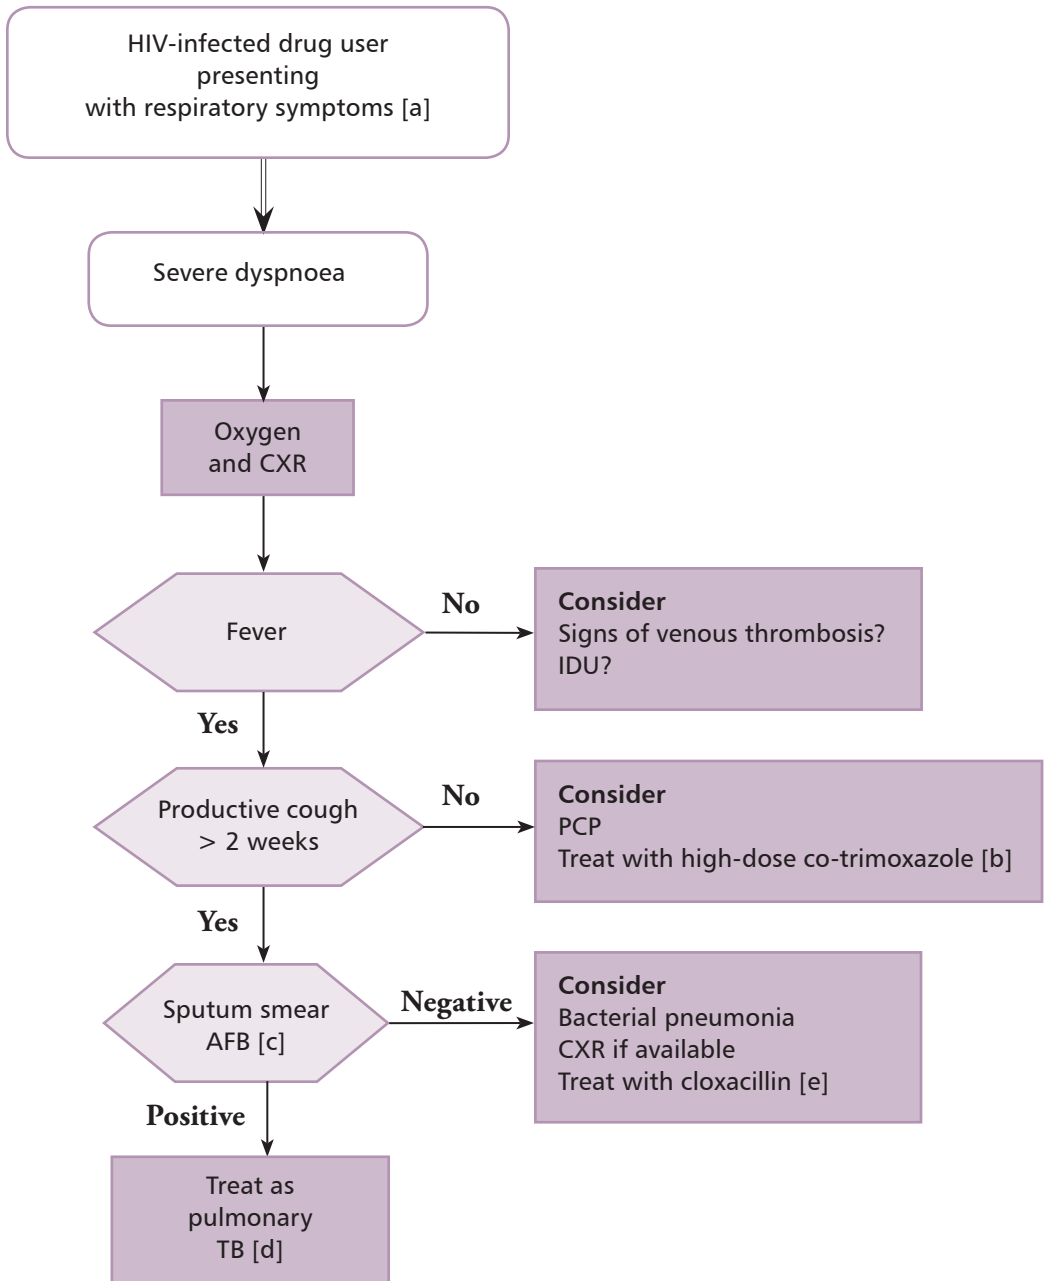 HIV-infected drug user
presenting
with respiratory symptoms [a]
Severe dyspnoea
Oxygen
and CXR
Fever
No
Consider
Signs of venous thrombosis?
IDU?
Yes
Productive cough
> 2 weeks
No
Consider
PCP
Treat with high-dose co-trimoxazole [b]
Yes
Sputum smear
AFB [c]
Negative
Consider
Bacterial pneumonia
CXR if available
Treat with cloxacillin [e]
Positive
Treat as
pulmonary
TB [d]